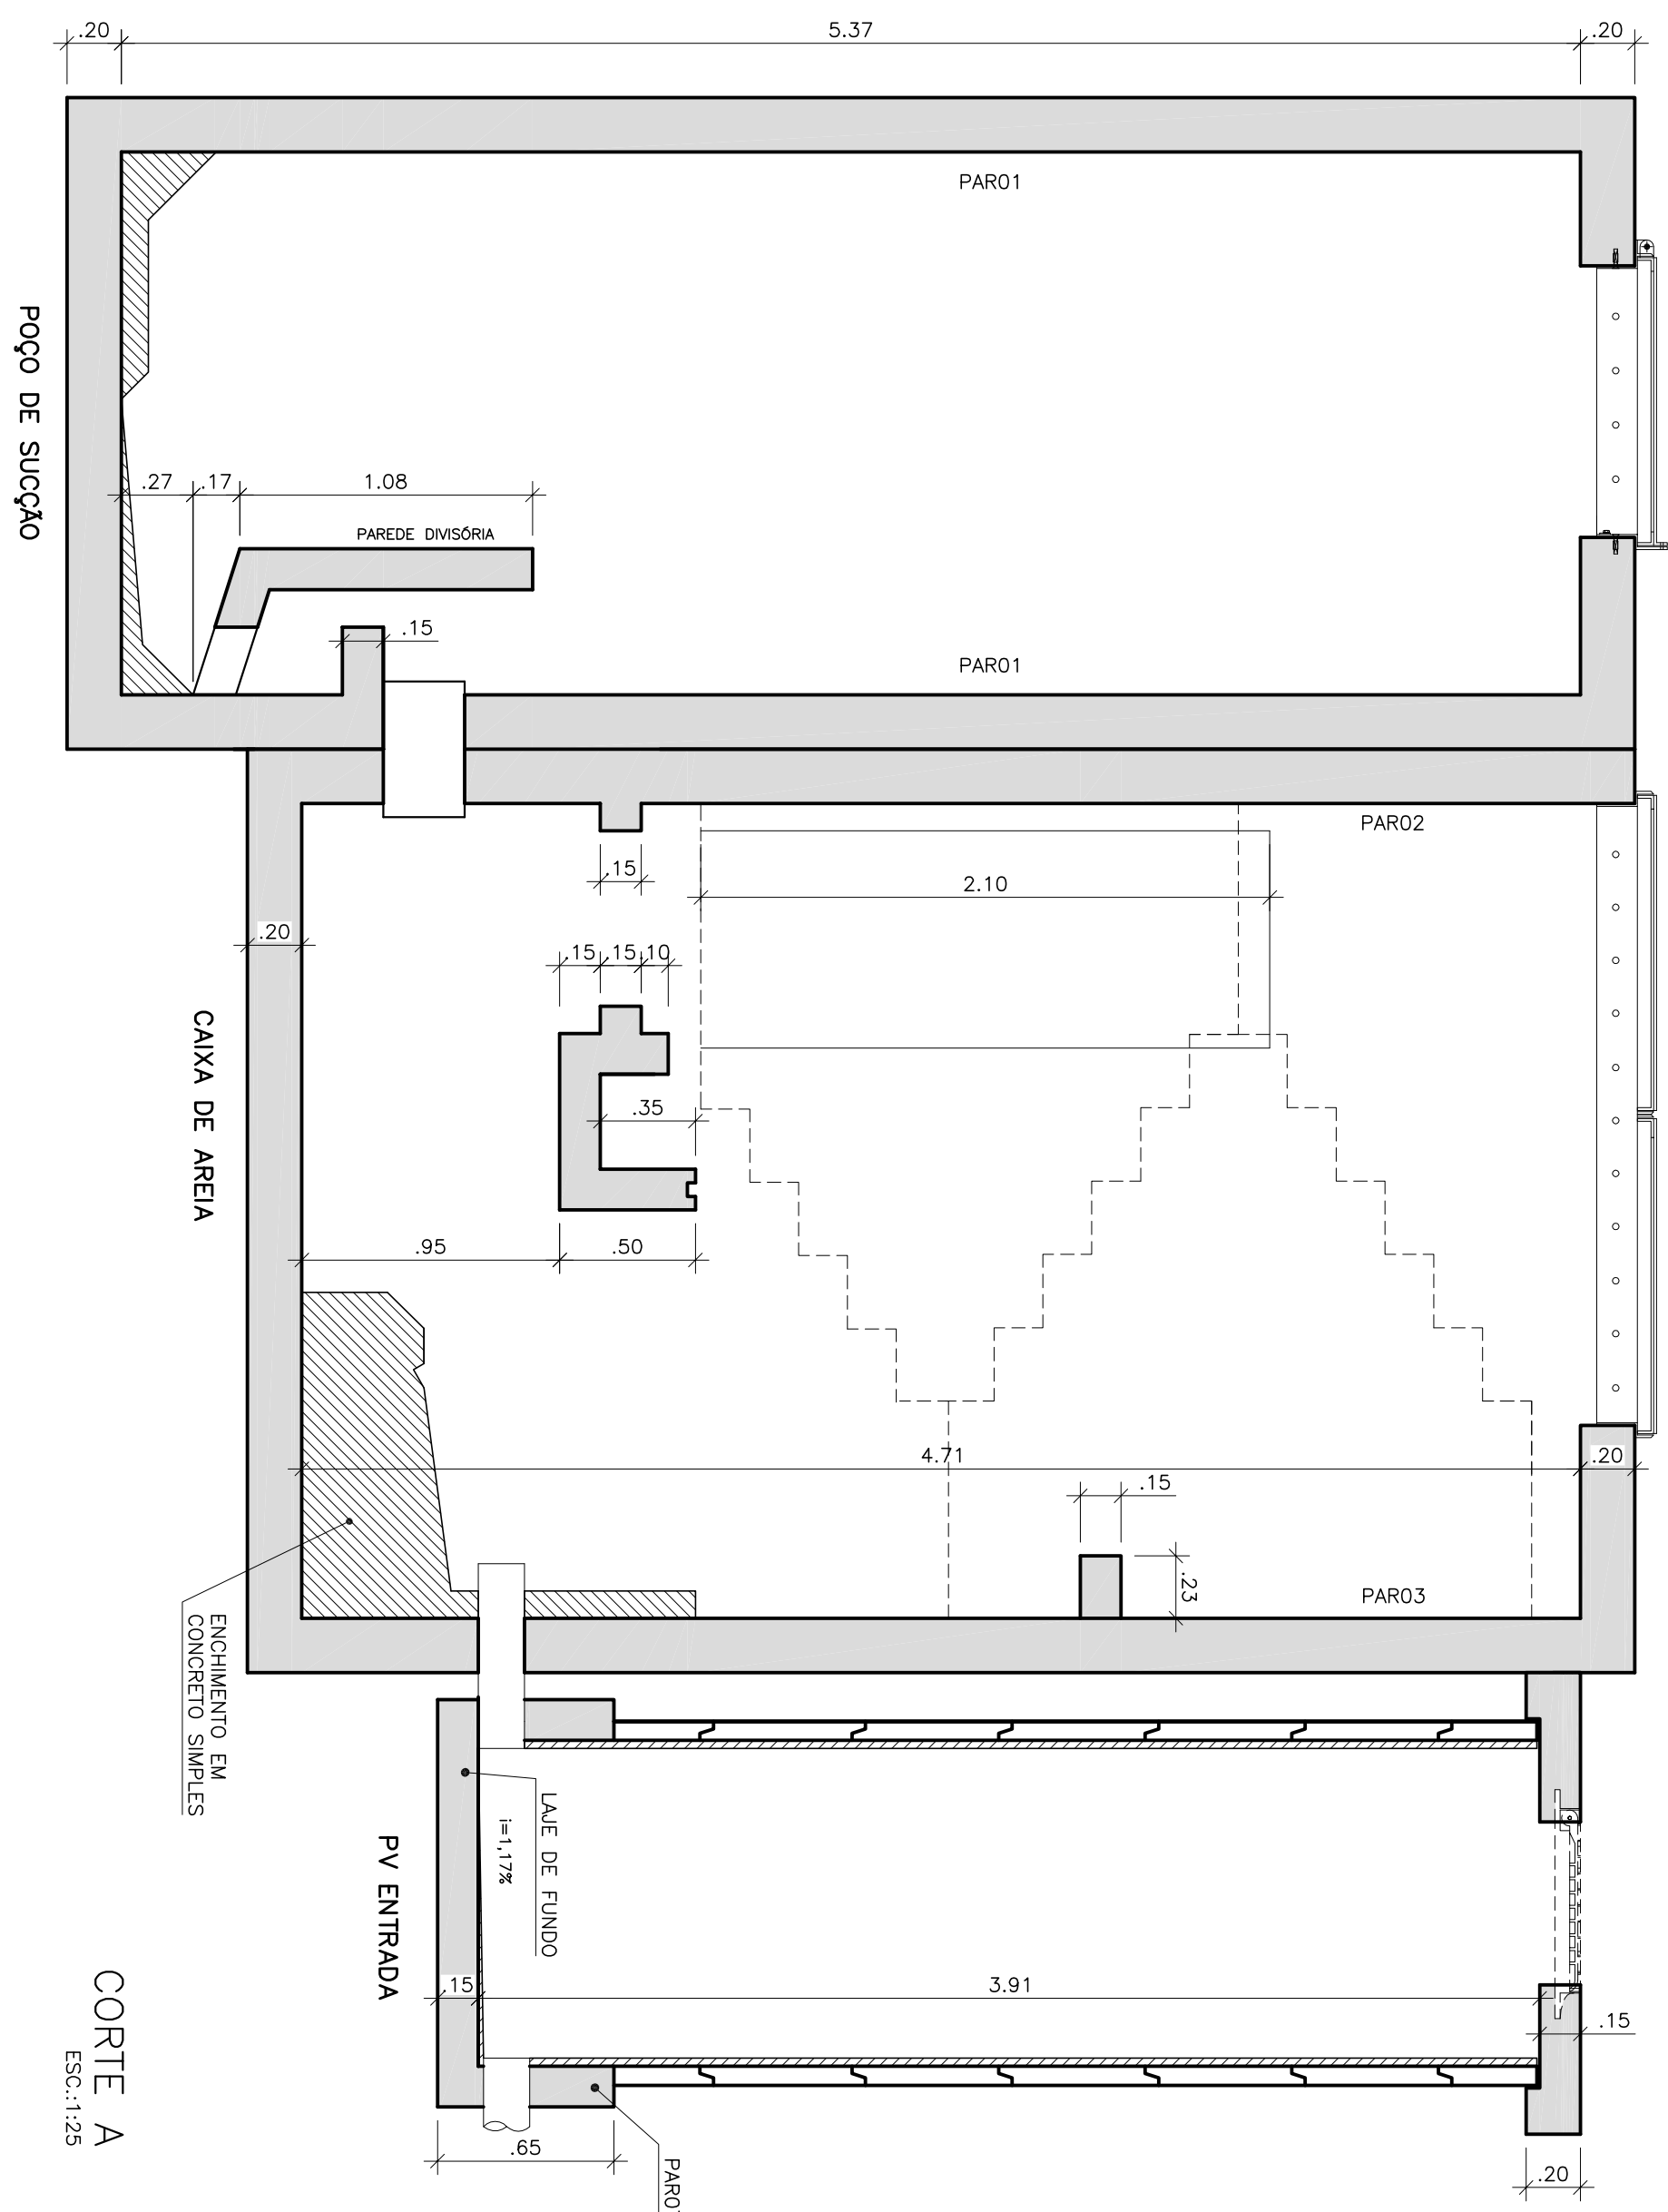 .20
5.37
.20
PAR01
POÇO DE SUCÇÃO
.27
.17
1.08
PAREDE DIVISÓRIA
.15
PAR01
PAR02
.15
2.10
.20
.15
.15
.10
CAIXA DE AREIA
.35
.95
.50
4.71
.20
.15
.23
PAR03
ENCHIMENTO EM
CONCRETO SIMPLES
LAJE DE FUNDO
i=1,17%
PV ENTRADA
.15
3.91
.15
.65
.20
CORTE A
ESC.:1:25